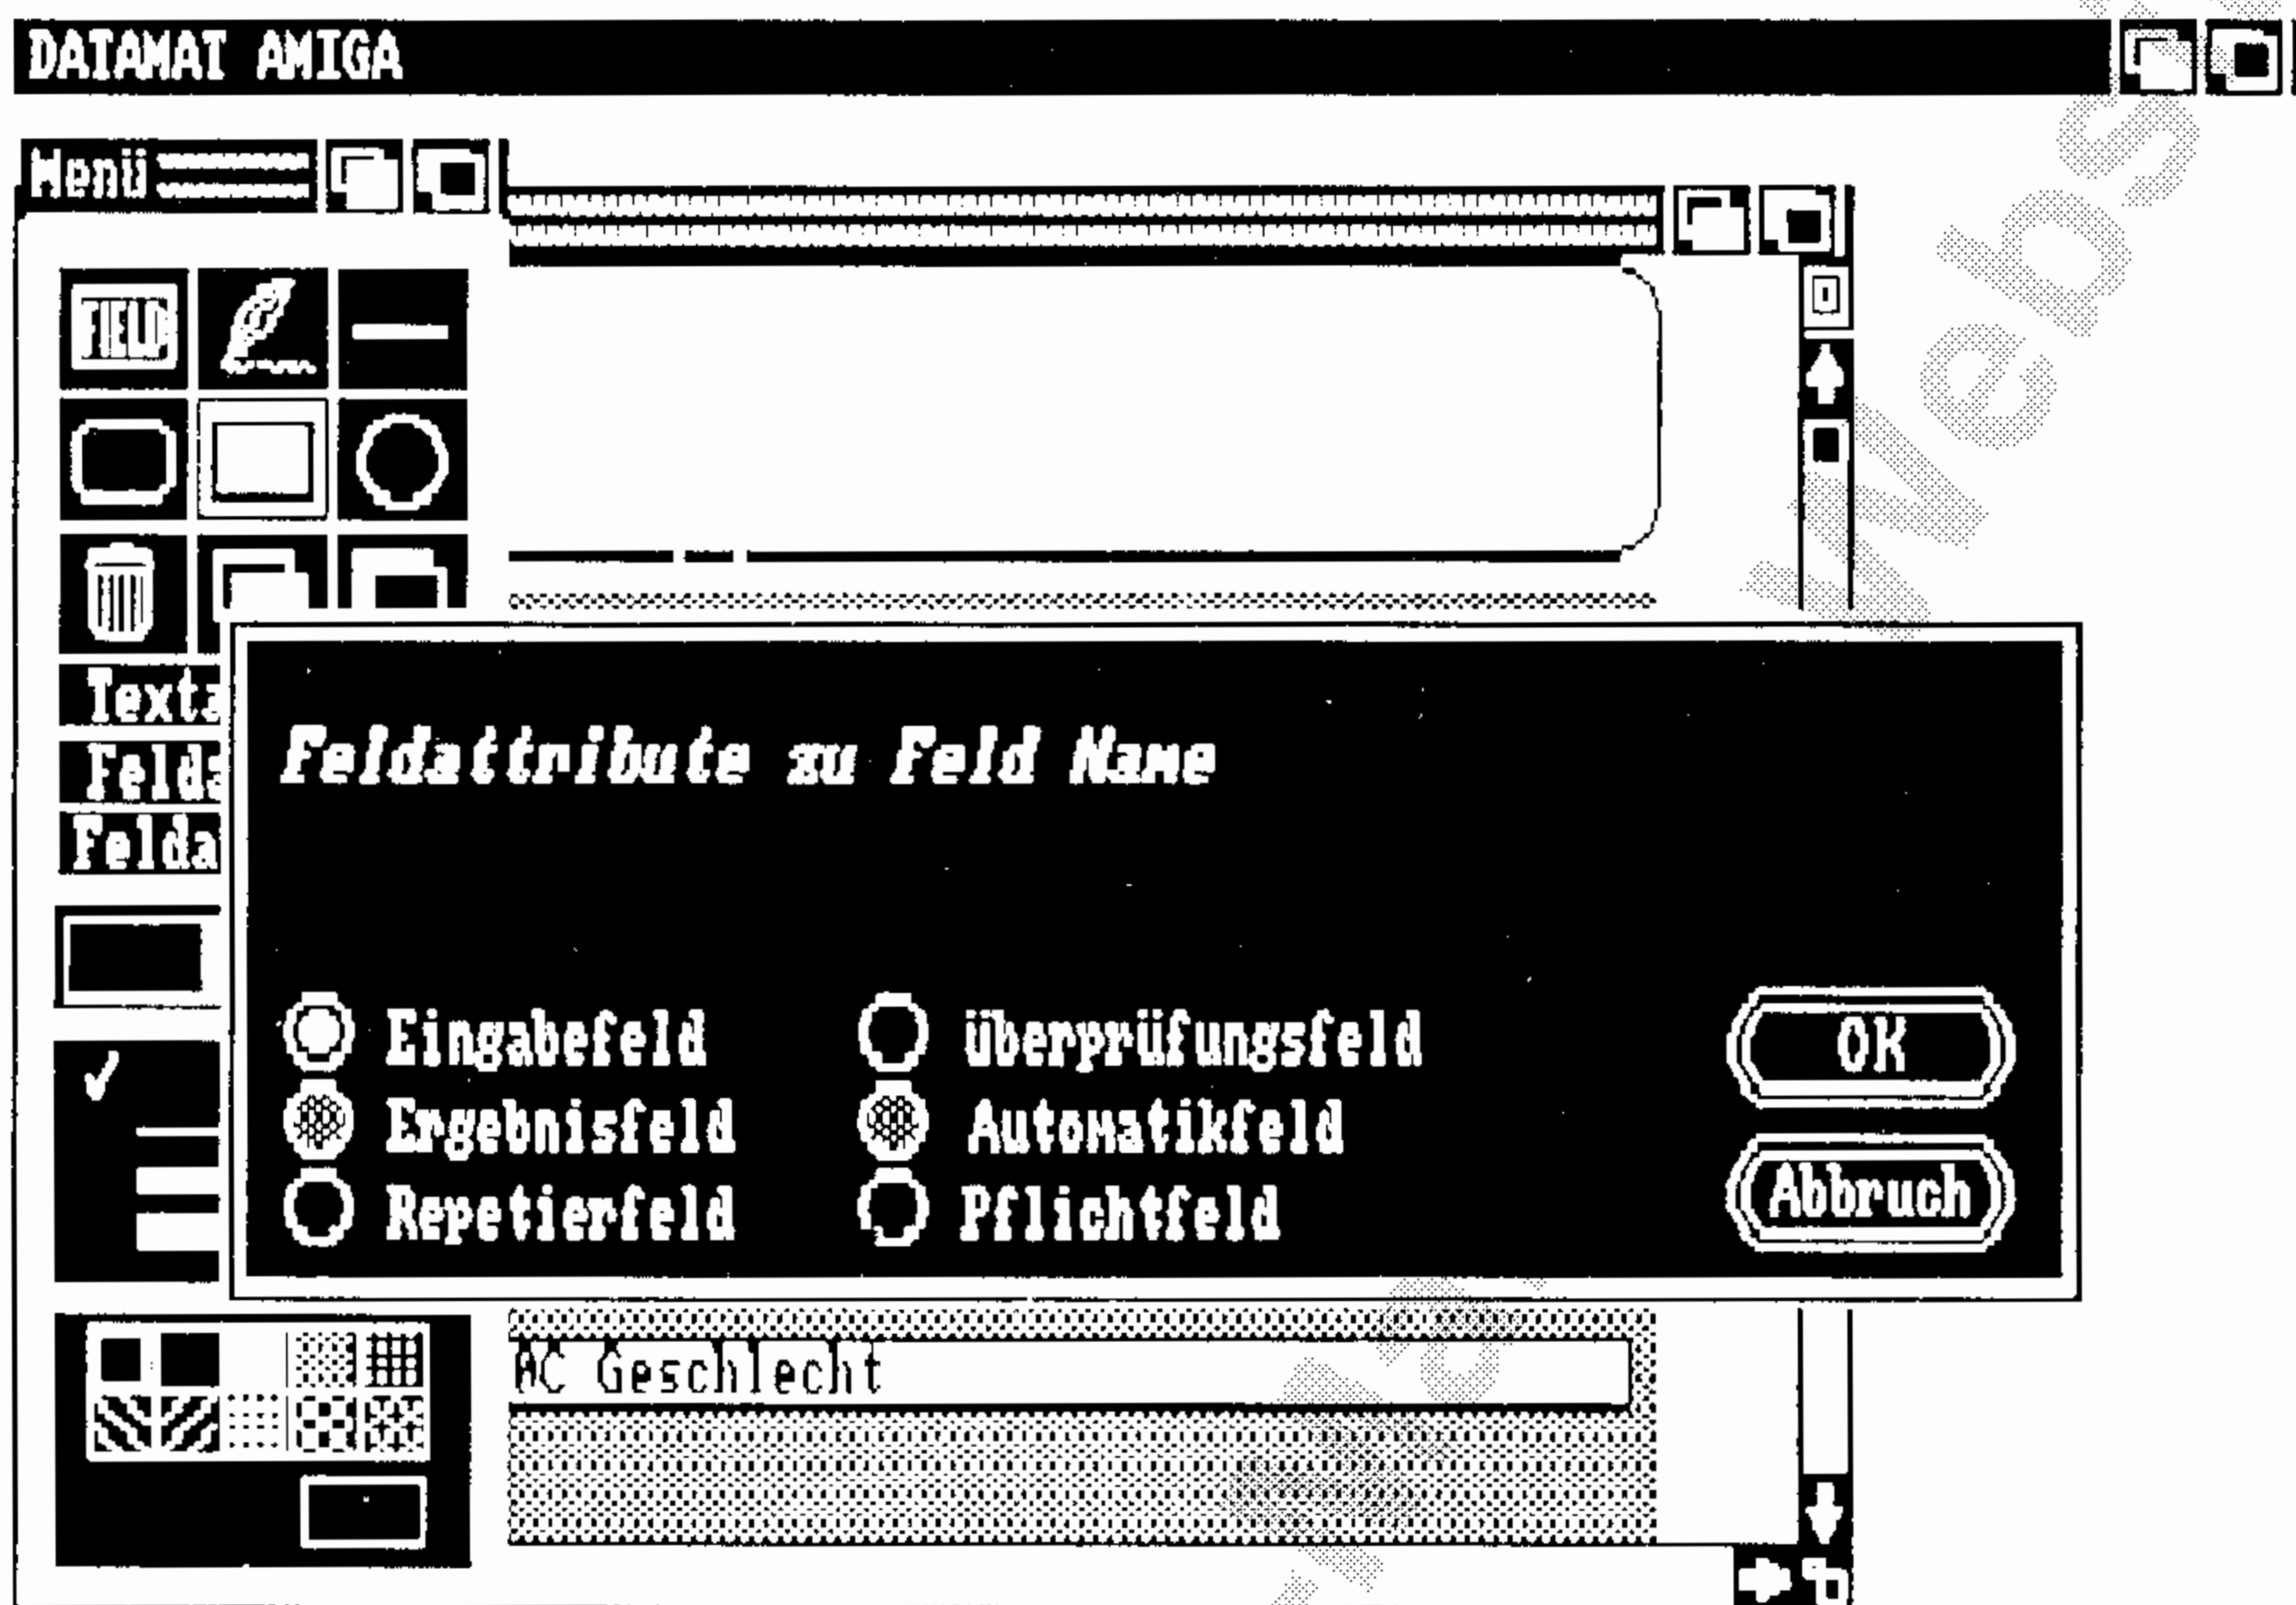 DATAMAT AMIGA
Menü
FIELD
Texta
Felda
Felda
Feldattribute zu Feld Name
Eingabefeld
Überprüfungsfeld
OK
Ergebnisfeld
Automatikfeld
Repetierfeld
Pflichtfeld
Abbruch
AC Geschlecht